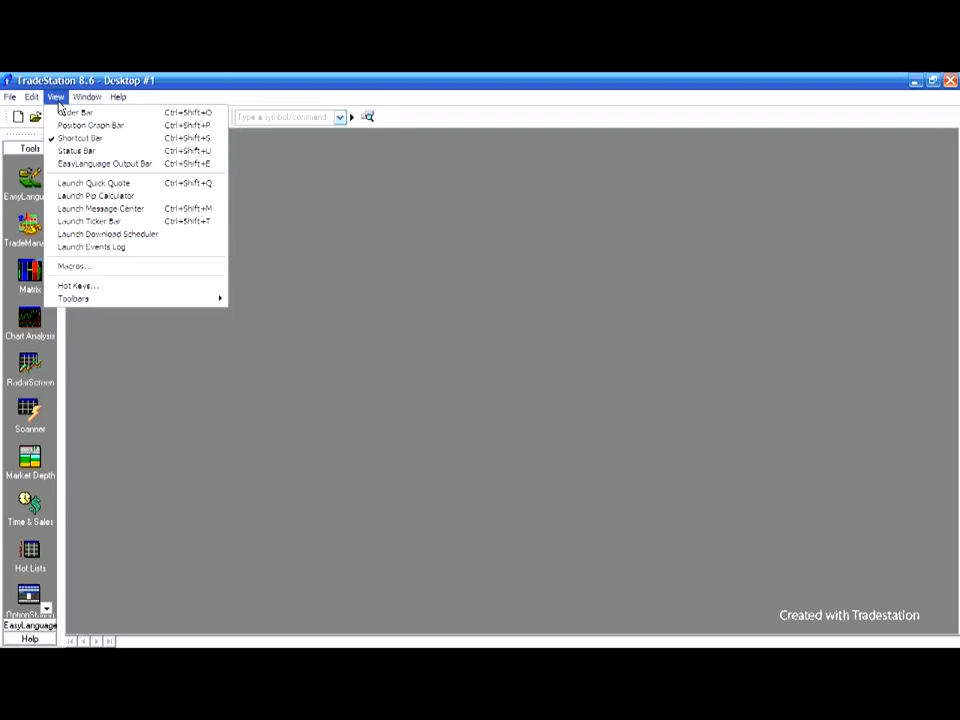 TradeStation 8.6 - Desktop #1
File Edit View Window Help
Type a symbol/command
Ctrl+Shift+O
Position Graph Bar Ctrl+Shift+P
Shortcut Bar Ctrl+Shift+S
Status Bar Ctrl+Shift+U
EasyLanguage Output Bar Ctrl+Shift+E
Launch Quick Quote Ctrl+Shift+Q
Launch Pip Calculator
Launch Message Center Ctrl+Shift+M
Launch Ticker Bar Ctrl+Shift+T
Launch Download Scheduler
Launch Events Log
Macros...
Hot Keys...
Toolbars
Tools
EasyLangu
TradeMan
Matrix
Chart Analysis
RadarScreen
Scanner
Market Depth
Time & Sales
Hot Lists
EasyLanguage
Help
Created with Tradestation